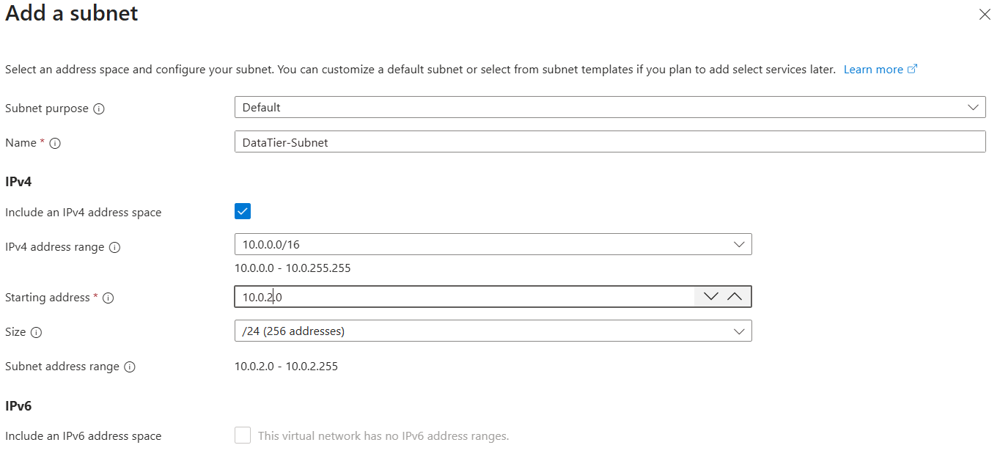 Add a subnet
Select an address space and configure your subnet. You can customize a default subnet or select from subnet templates if you plan to add select services later. Learn more
Subnet purpose Default
Name * DataTier-Subnet
IPv4
Include an IPv4 address space
IPv4 address range 10.0.0.0/16
10.0.0.0 - 10.0.255.255
Starting address * 10.0.2.0
Size /24 (256 addresses)
Subnet address range 10.0.2.0 - 10.0.2.255
IPv6
Include an IPv6 address space This virtual network has no IPv6 address ranges.